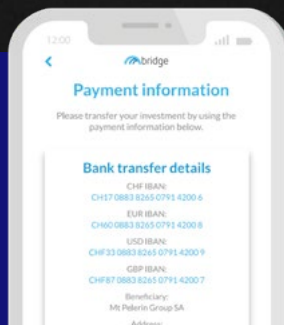 12:00
bridge
Payment information
Please transfer your investment by using the
payment information below.
Bank transfer details
CHF IBAN:
CH17 0883 8265 0791 4200 6
EUR IBAN:
CH60 0883 8265 0791 4200 8
USD IBAN:
CHF33 0883 8265 0791 4200 9
GBP IBAN:
CHF87 0883 8265 0791 4200 7
Beneficiary:
Mt Pelerin Group SA
Address: